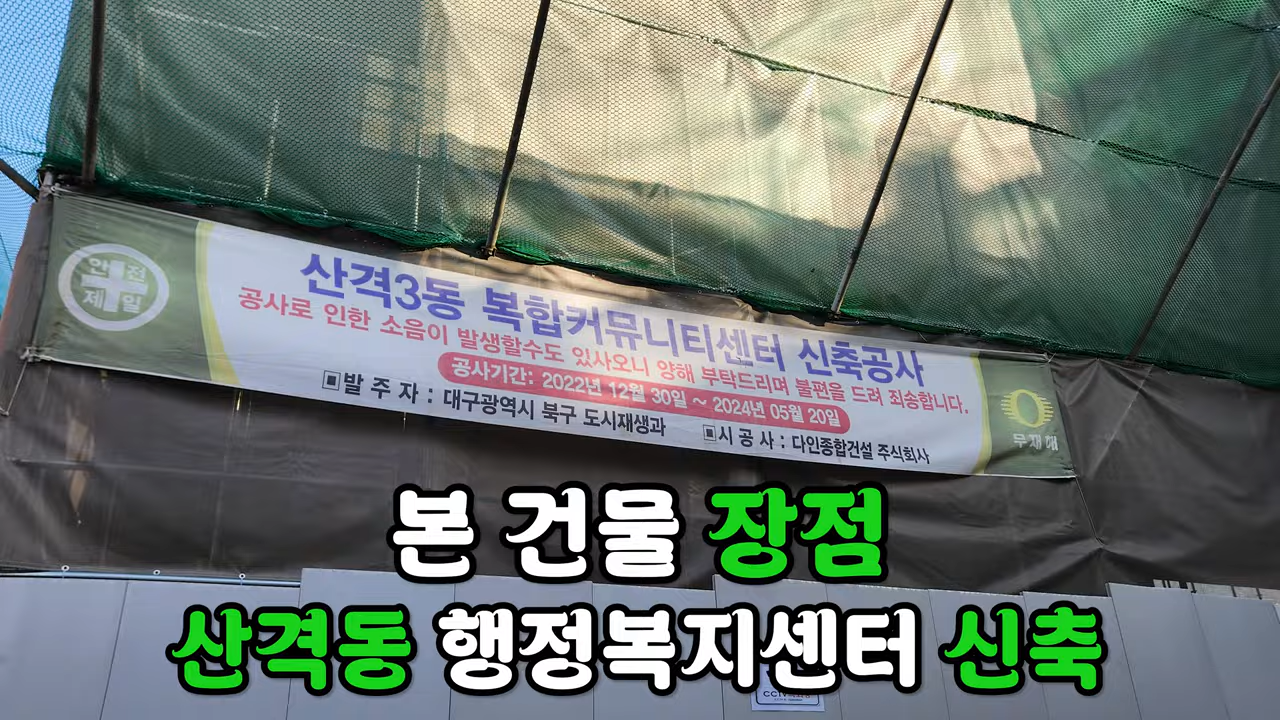 안전
제일
산격3동 복합커뮤니티센터 신축공사
공사로 인한 소음이 발생할수도 있사오니 양해 부탁드리며 불편을 드려 죄송합니다.
공사기간: 2022년 12월 30일 ~ 2024년 05월 20일
▣발 주 자 : 대구광역시 북구 도시재생과 ▣시 공 사 : 다인종합건설 주식회사
무재해
본 건물 장점
산격동 행정복지센터 신축
CCTV